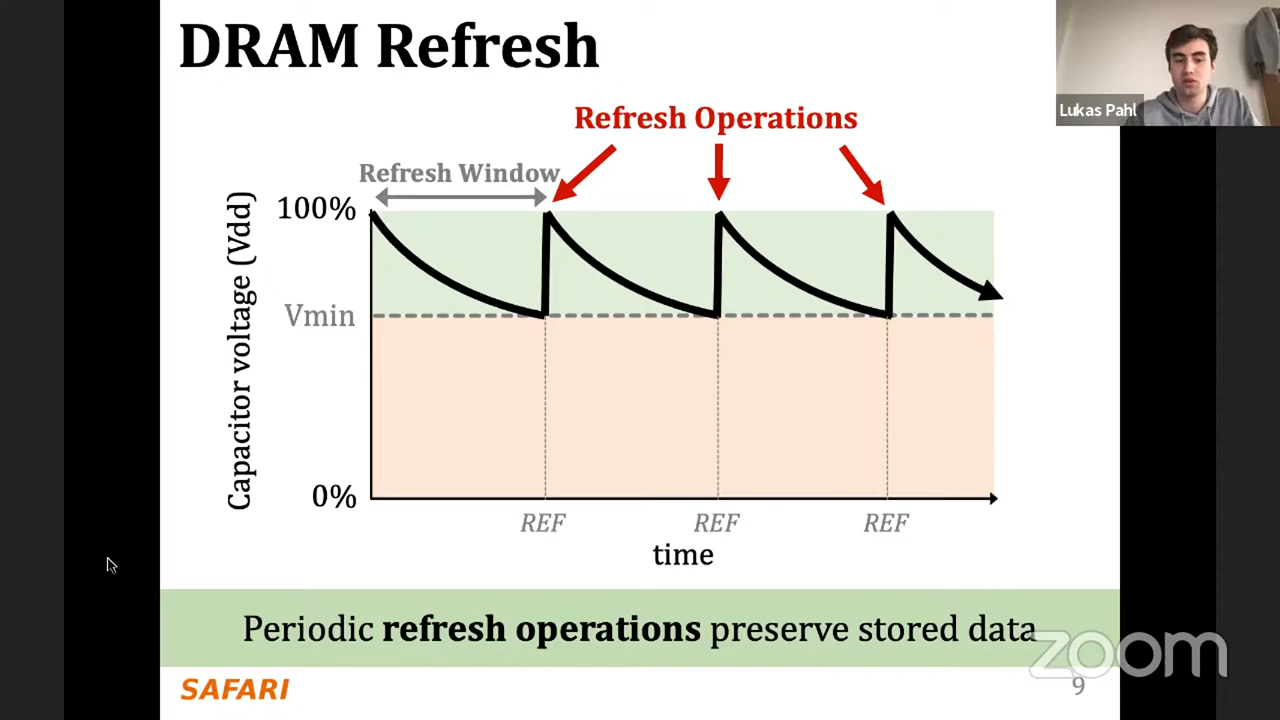 DRAM Refresh
Lukas Pahl
Refresh Operations
Refresh Window
100%
Vmin
0%
Capacitor voltage (Vdd)
REF
REF
REF
time
Periodic refresh operations preserve stored data
zoom
SAFARI
9